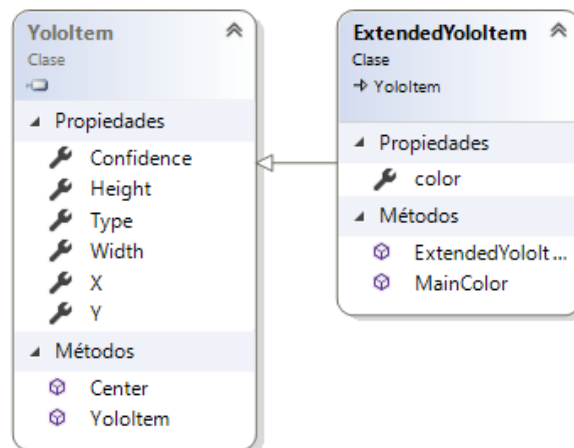 YoloItem
Clase
Propiedades
Confidence
Height
Type
Width
X
Y
Métodos
Center
YoloItem
ExtendedYoloItem
Clase
YoloItem
Propiedades
color
Métodos
ExtendedYoloIt...
MainColor